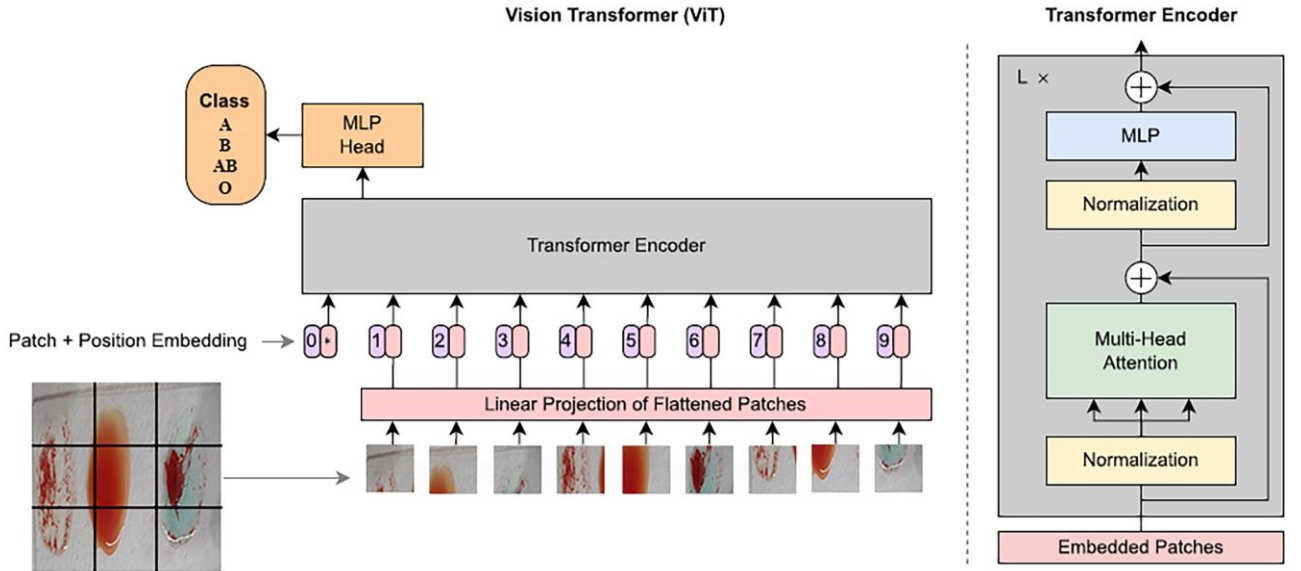 Vision Transformer (ViT)
Class
A
B
AB
O
MLP
Head
Transformer Encoder
Patch + Position Embedding
0 * 1 2 3 4 5 6 7 8 9
Linear Projection of Flattened Patches
Transformer Encoder
L ×
MLP
Normalization
Multi-Head
Attention
Normalization
Embedded Patches